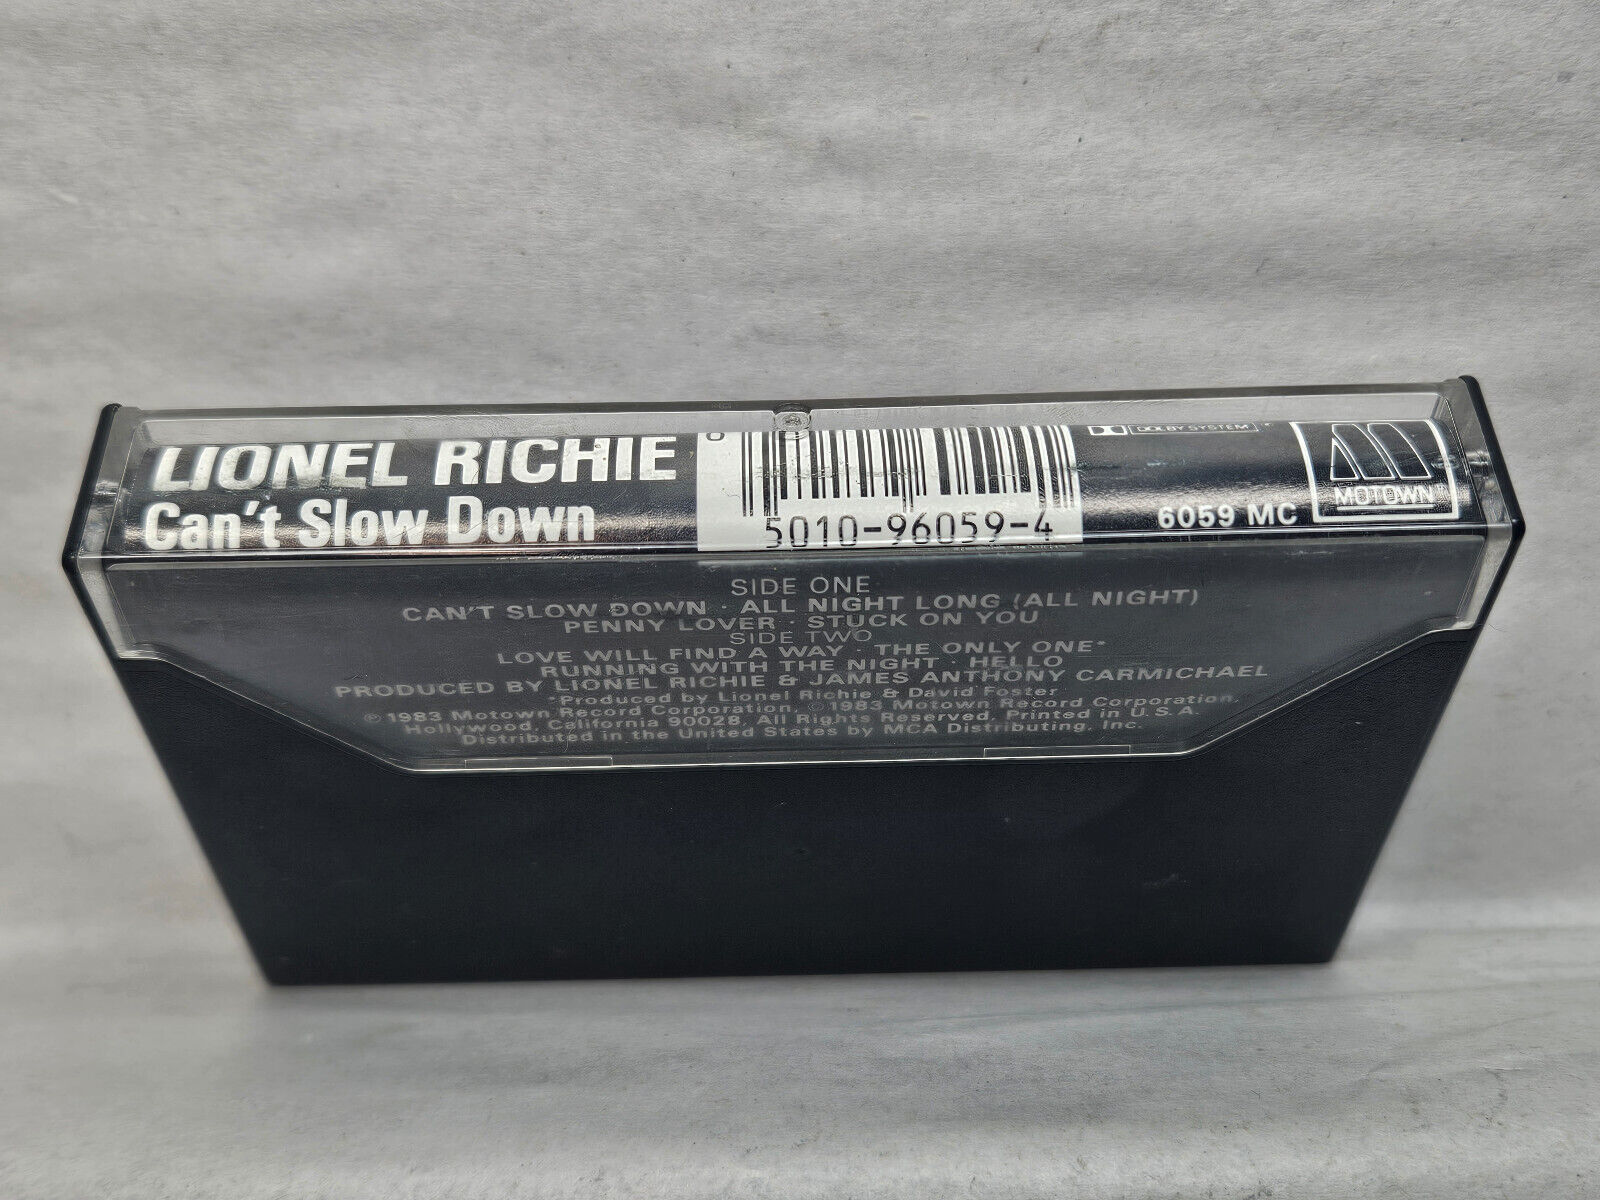 LIONEL RICHIE
Can't Slow Down
0
5010-96059-4
DOLBY SYSTEM
6059 MC
MOTOWN
SIDE ONE
CAN'T SLOW DOWN · ALL NIGHT LONG (ALL NIGHT)
PENNY LOVER · STUCK ON YOU
SIDE TWO
LOVE WILL FIND A WAY · THE ONLY ONE*
RUNNING WITH THE NIGHT · HELLO
PRODUCED BY LIONEL RICHIE & JAMES ANTHONY CARMICHAEL
*Produced by Lionel Richie & David Foster
℗1983 Motown Record Corporation, ©1983 Motown Record Corporation,
Hollywood, California 90028, All Rights Reserved, Printed in U.S.A.
Distributed in the United States by MCA Distributing, Inc.